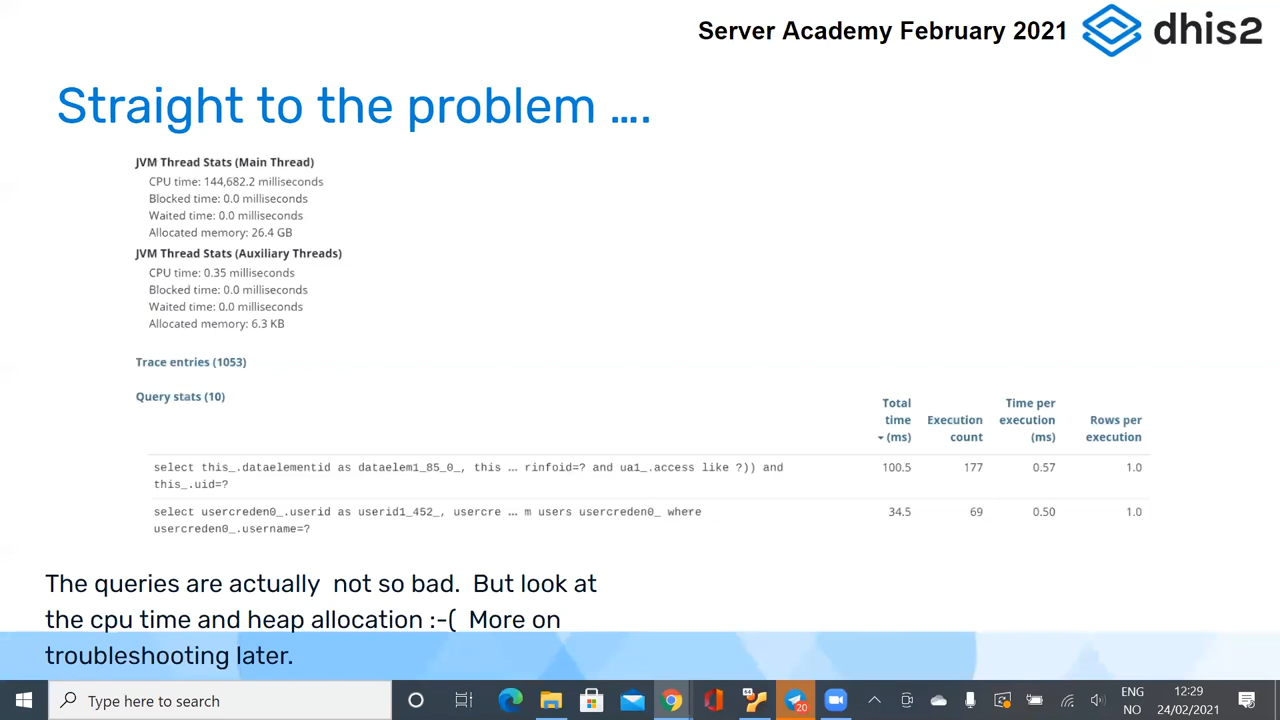 Server Academy February 2021
dhis2
Straight to the problem ....
JVM Thread Stats (Main Thread)
CPU time: 144,682.2 milliseconds
Blocked time: 0.0 milliseconds
Waited time: 0.0 milliseconds
Allocated memory: 26.4 GB
JVM Thread Stats (Auxiliary Threads)
CPU time: 0.35 milliseconds
Blocked time: 0.0 milliseconds
Waited time: 0.0 milliseconds
Allocated memory: 6.3 KB
Trace entries (1053)
Query stats (10)
Total time (ms)
Execution count
Time per execution (ms)
Rows per execution
select this_.dataelementid as dataelem1_85_0_, this ... rinfoid=? and ua1_.access like ?)) and
this_.uid=?
100.5 177 0.57 1.0
select usercreden0_.userid as userid1_452_, usercre ... m users usercreden0_ where
usercreden0_.username=?
34.5 69 0.50 1.0
The queries are actually not so bad. But look at
the cpu time and heap allocation :-( More on
troubleshooting later.
Type here to search
20
ENG
NO
12:29
24/02/2021